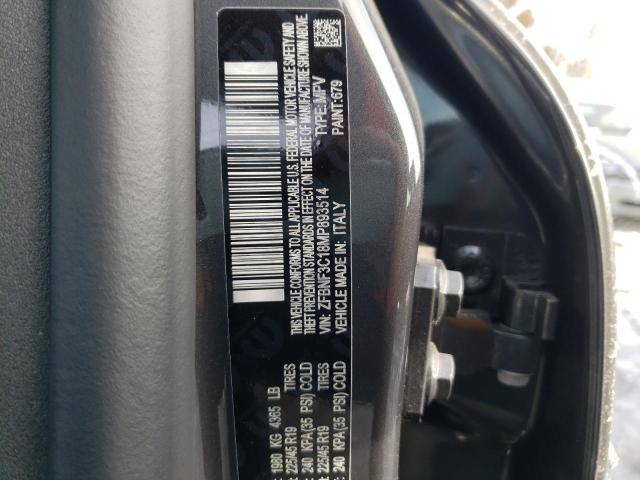 1980 KG 4365 LB
225/45 R19 TIRES
240 KPA(35 PSI) COLD
225/45 R19 TIRES
240 KPA(35 PSI) COLD
THIS VEHICLE CONFORMS TO ALL APPLICABLE U.S. FEDERAL MOTOR VEHICLE SAFETY AND
THEFT PREVENTION STANDARDS IN EFFECT ON THE DATE OF MANUFACTURE SHOWN ABOVE.
VIN: ZFBNF3C18MP893514 TYPE:MPV
VEHICLE MADE IN: ITALY PAINT:679